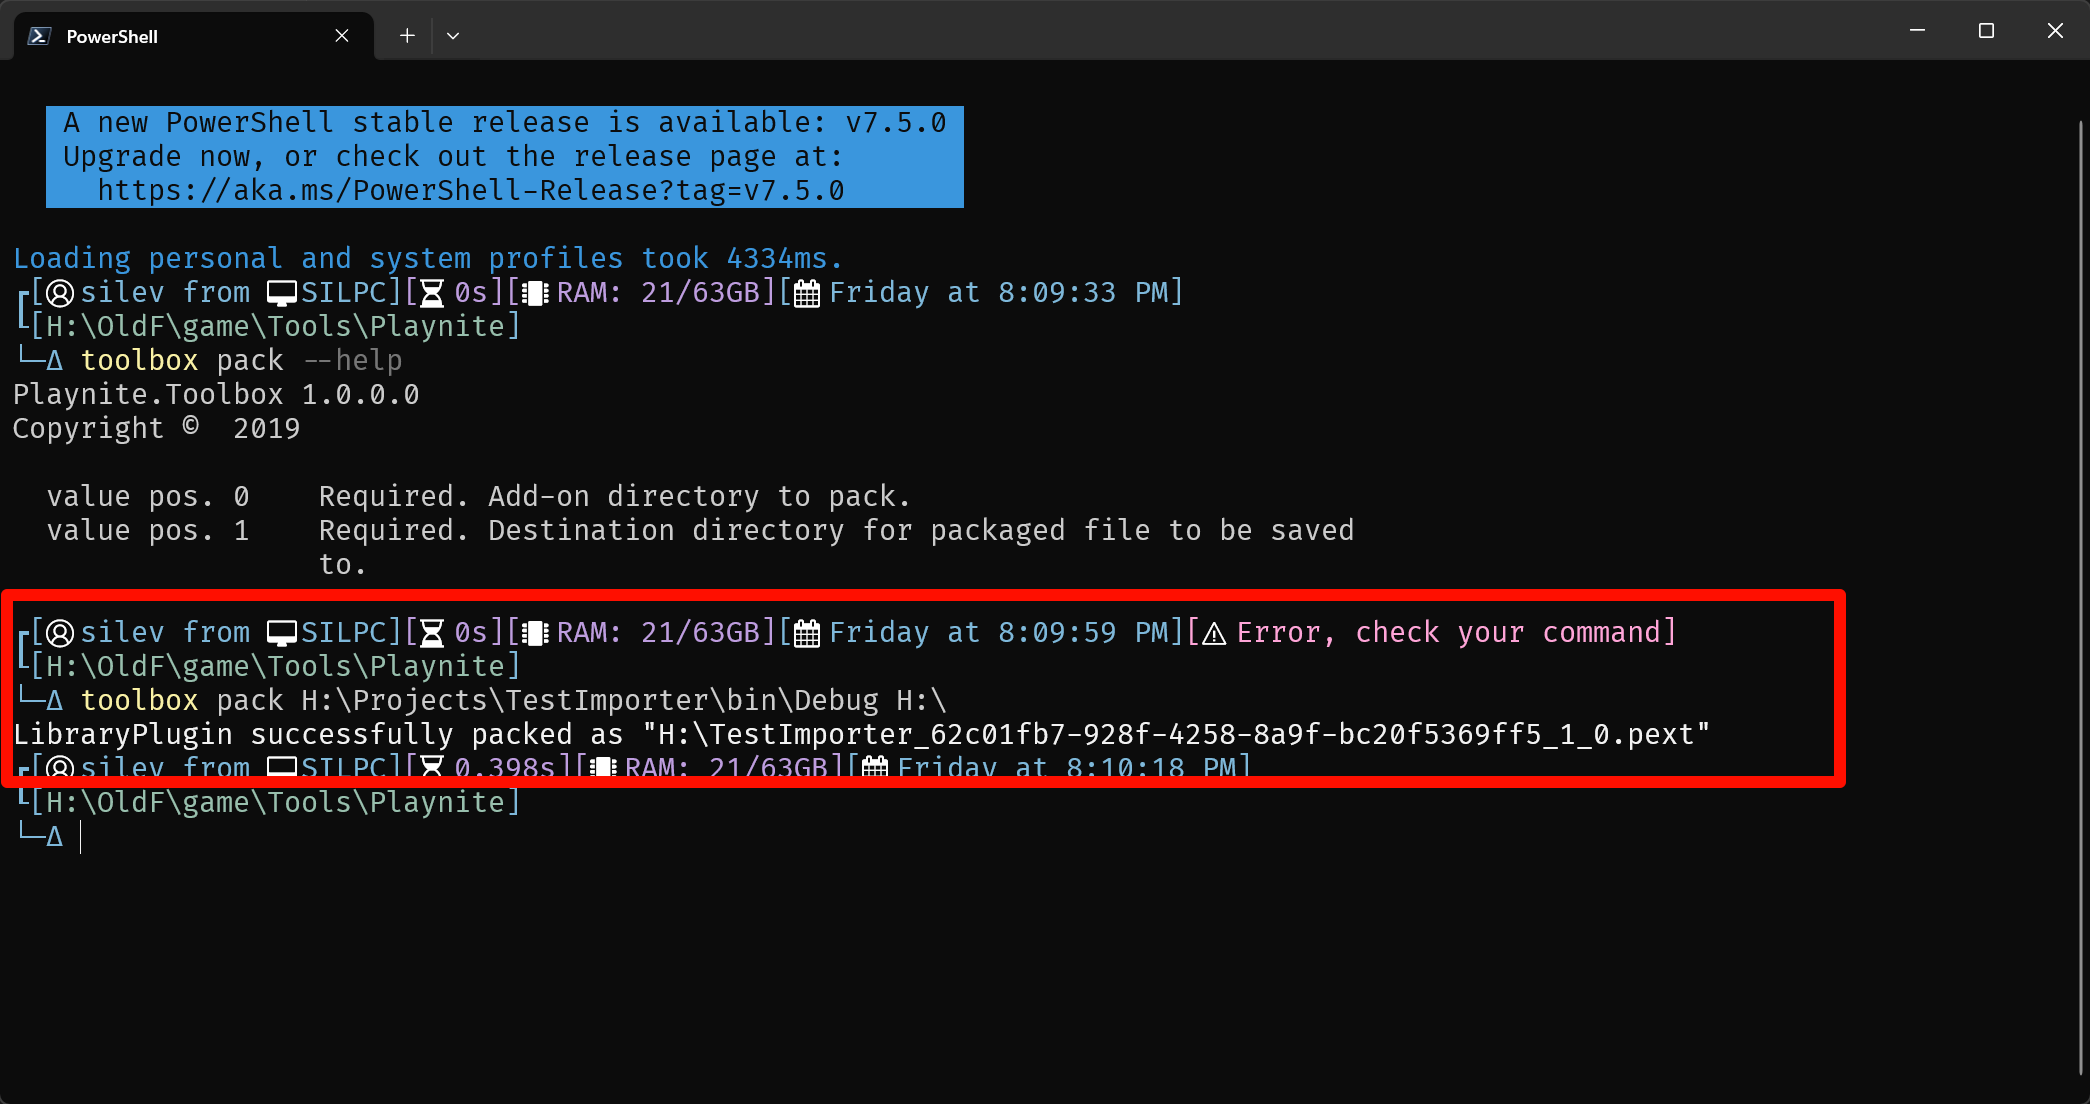 PowerShell
A new PowerShell stable release is available: v7.5.0
Upgrade now, or check out the release page at:
https://aka.ms/PowerShell-Release?tag=v7.5.0
Loading personal and system profiles took 4334ms.
[silev from SILPC][0s][RAM: 21/63GB][Friday at 8:09:33 PM]
[H:\OldF\game\Tools\Playnite]
Δ toolbox pack --help
Playnite.Toolbox 1.0.0.0
Copyright © 2019
value pos. 0 Required. Add-on directory to pack.
value pos. 1 Required. Destination directory for packaged file to be saved
to.
[silev from SILPC][0s][RAM: 21/63GB][Friday at 8:09:59 PM][⚠ Error, check your command]
[H:\OldF\game\Tools\Playnite]
Δ toolbox pack H:\Projects\TestImporter\bin\Debug H:\
LibraryPlugin successfully packed as "H:\TestImporter_62c01fb7-928f-4258-8a9f-bc20f5369ff5_1_0.pext"
[silev from SILPC][0.398s][RAM: 21/63GB][Friday at 8:10:18 PM]
[H:\OldF\game\Tools\Playnite]
Δ